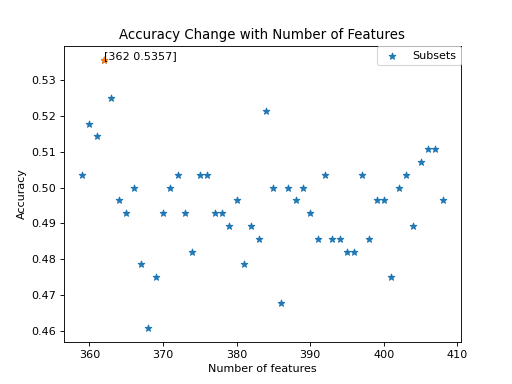 Accuracy Change with Number of Features
[362 0.5357]
Subsets
0.53
0.52
0.51
0.50
0.49
0.48
0.47
0.46
Accuracy
360 370 380 390 400 410
Number of features